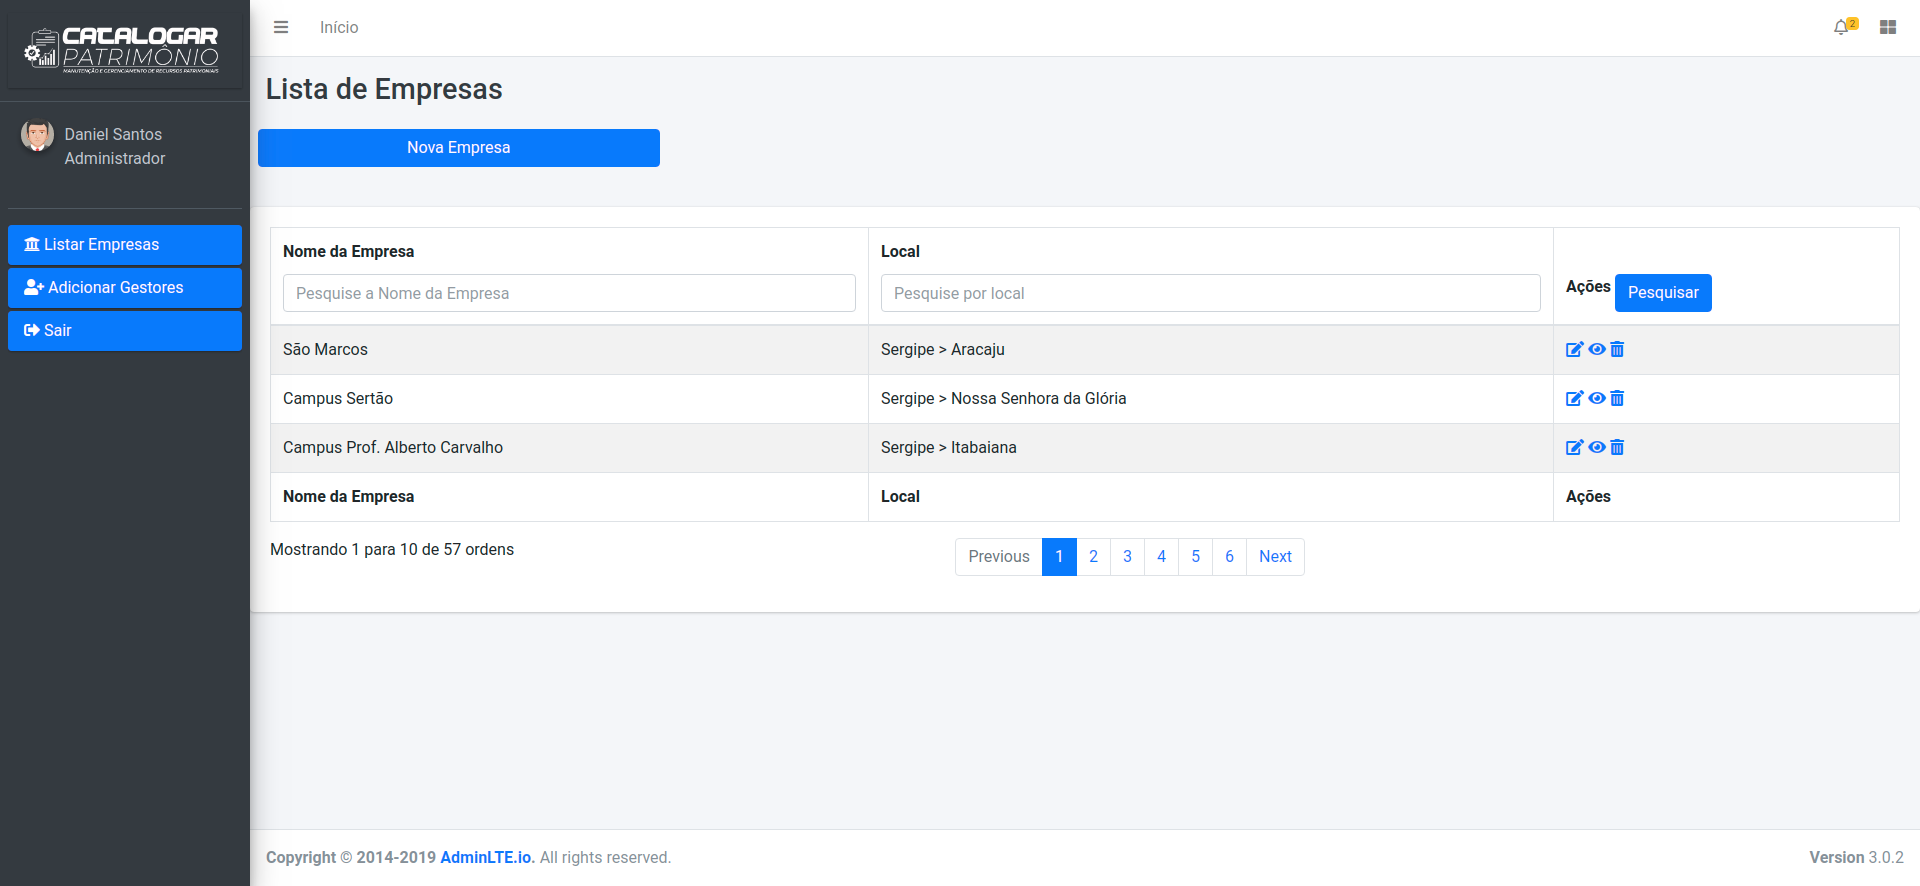 CATALOGAR
PATRIMÔNIO
MANUTENÇÃO E GERENCIAMENTO DE RECURSOS PATRIMONIAIS
Início
2
Daniel Santos
Administrador
Listar Empresas
Adicionar Gestores
Sair
Lista de Empresas
Nova Empresa
Nome da Empresa Local
Pesquise a Nome da Empresa Pesquise por local Ações Pesquisar
São Marcos Sergipe > Aracaju
Campus Sertão Sergipe > Nossa Senhora da Glória
Campus Prof. Alberto Carvalho Sergipe > Itabaiana
Nome da Empresa Local Ações
Mostrando 1 para 10 de 57 ordens Previous 1 2 3 4 5 6 Next
Copyright © 2014-2019 AdminLTE.io. All rights reserved. Version 3.0.2